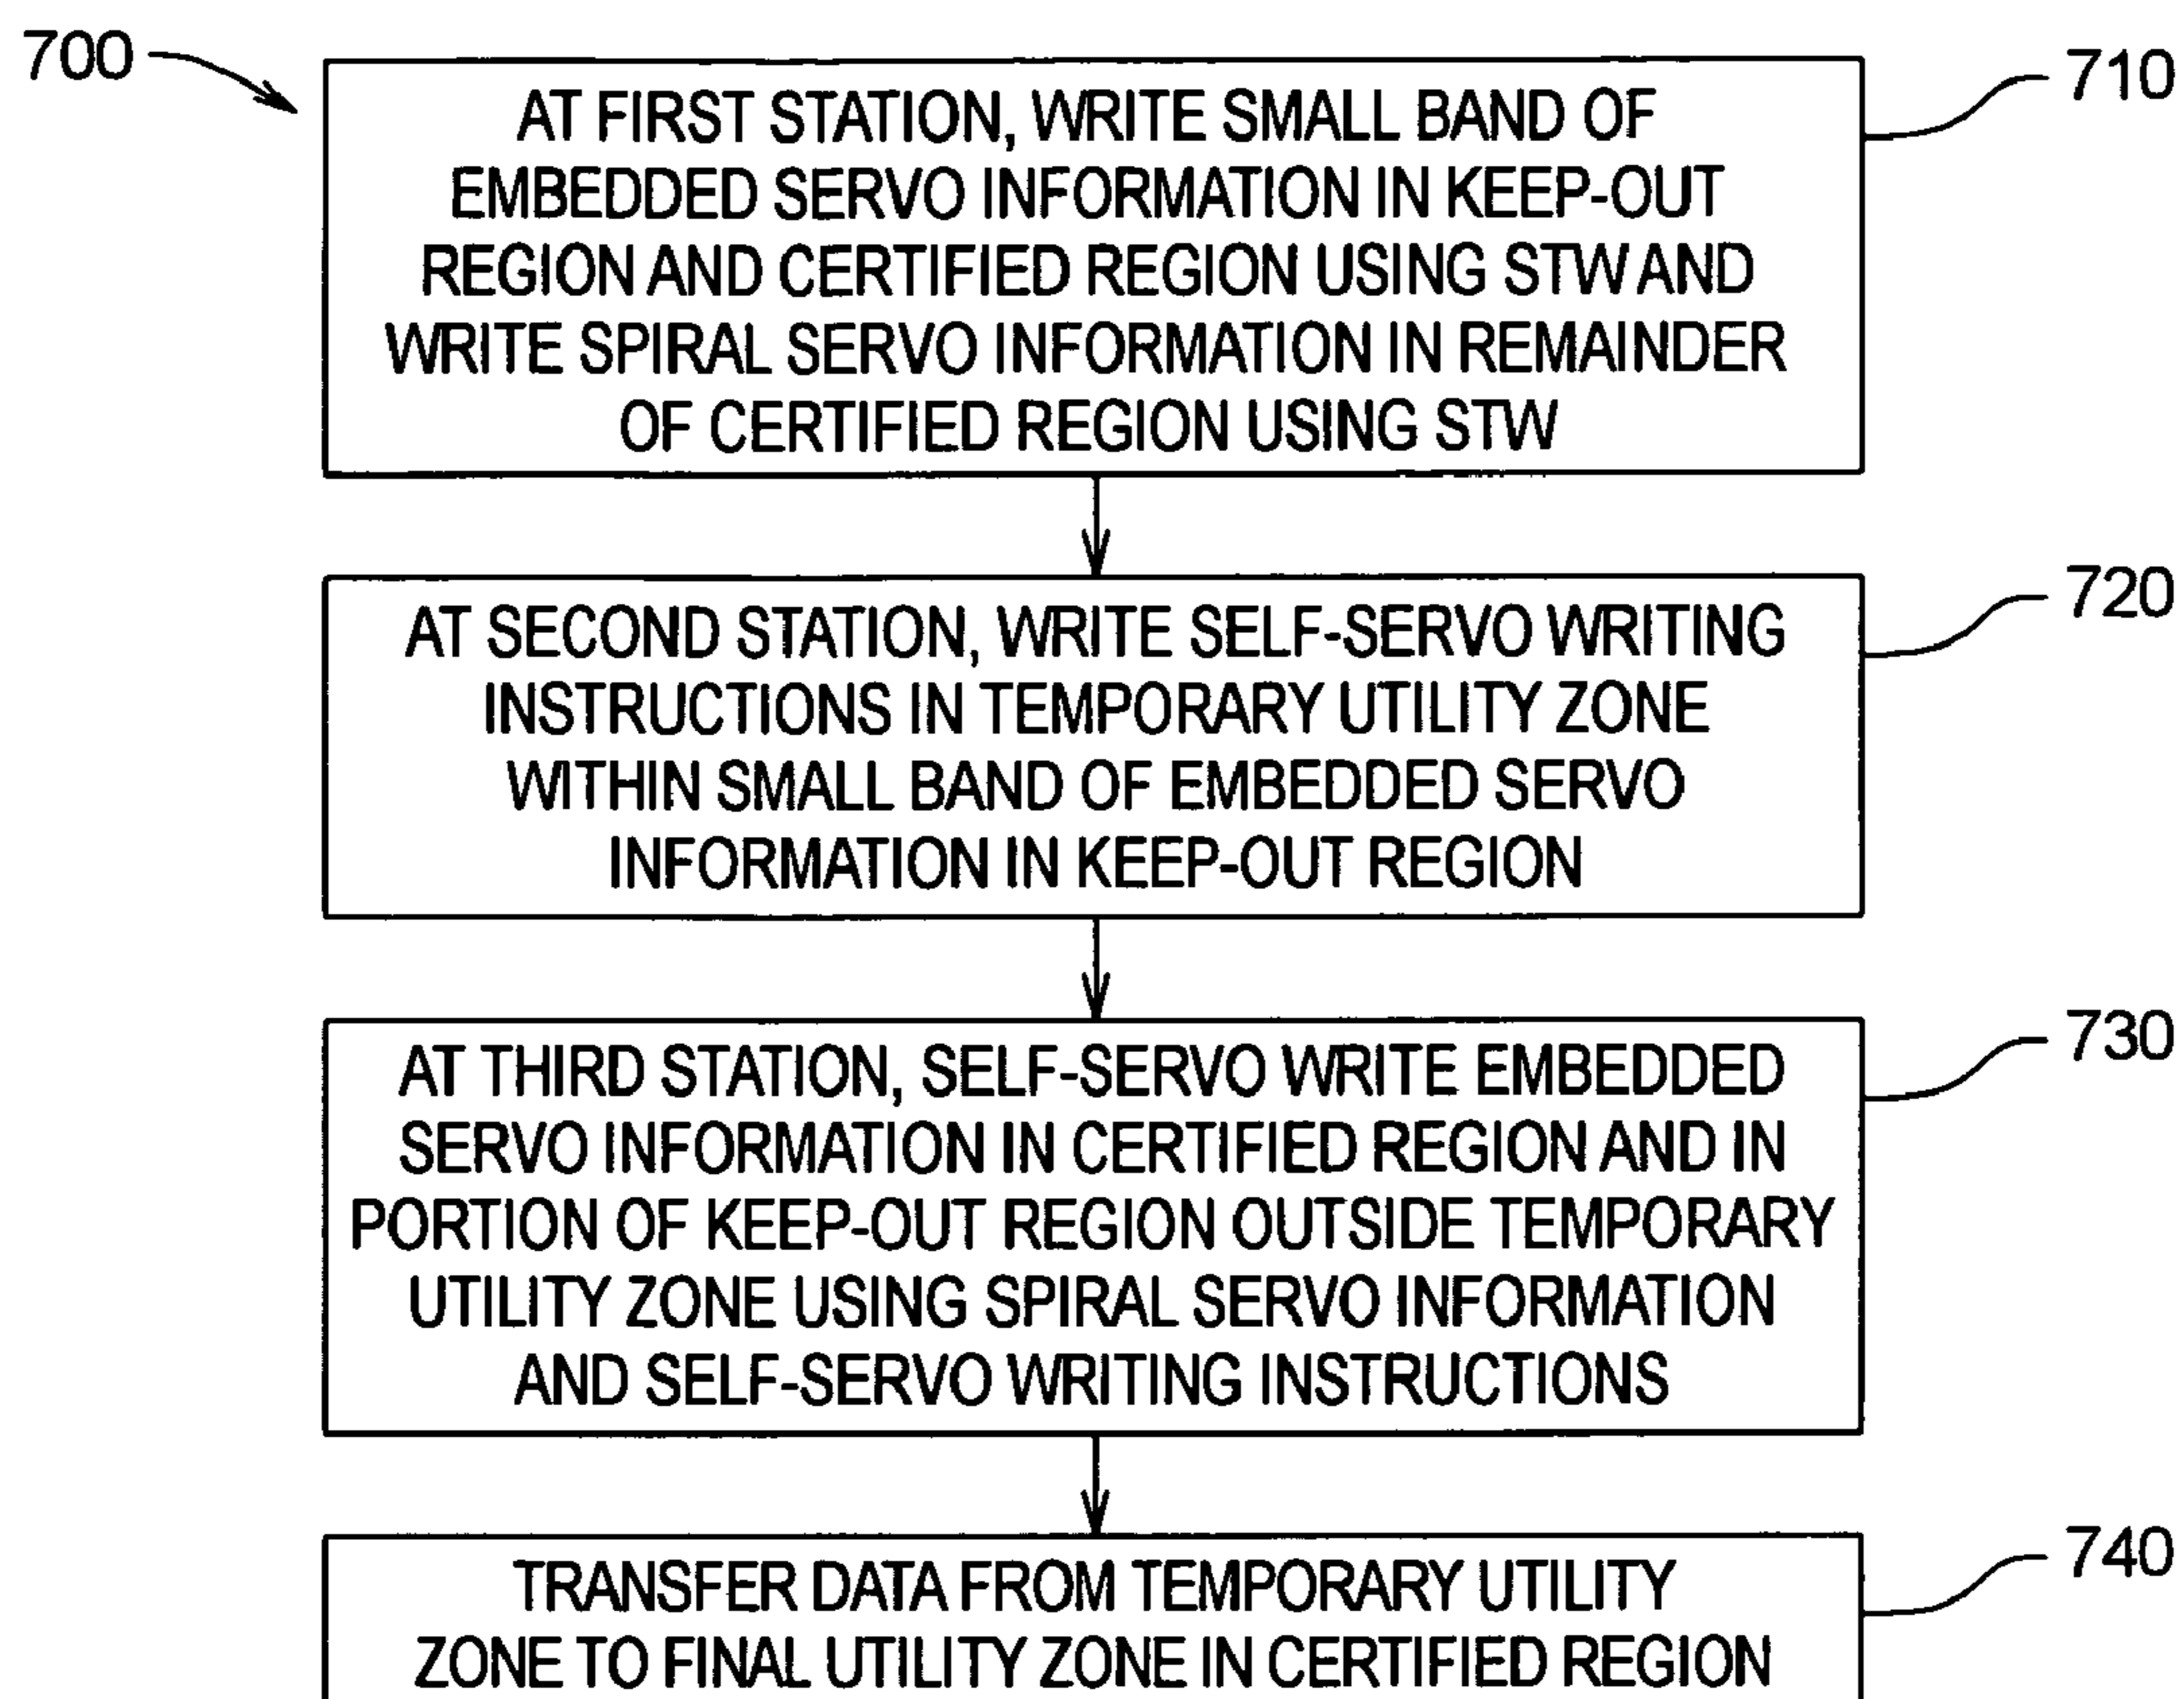 700
710
AT FIRST STATION, WRITE SMALL BAND OF
EMBEDDED SERVO INFORMATION IN KEEP-OUT
REGION AND CERTIFIED REGION USING STW AND
WRITE SPIRAL SERVO INFORMATION IN REMAINDER
OF CERTIFIED REGION USING STW
720
AT SECOND STATION, WRITE SELF-SERVO WRITING
INSTRUCTIONS IN TEMPORARY UTILITY ZONE
WITHIN SMALL BAND OF EMBEDDED SERVO
INFORMATION IN KEEP-OUT REGION
730
AT THIRD STATION, SELF-SERVO WRITE EMBEDDED
SERVO INFORMATION IN CERTIFIED REGION AND IN
PORTION OF KEEP-OUT REGION OUTSIDE TEMPORARY
UTILITY ZONE USING SPIRAL SERVO INFORMATION
AND SELF-SERVO WRITING INSTRUCTIONS
740
TRANSFER DATA FROM TEMPORARY UTILITY
ZONE TO FINAL UTILITY ZONE IN CERTIFIED REGION